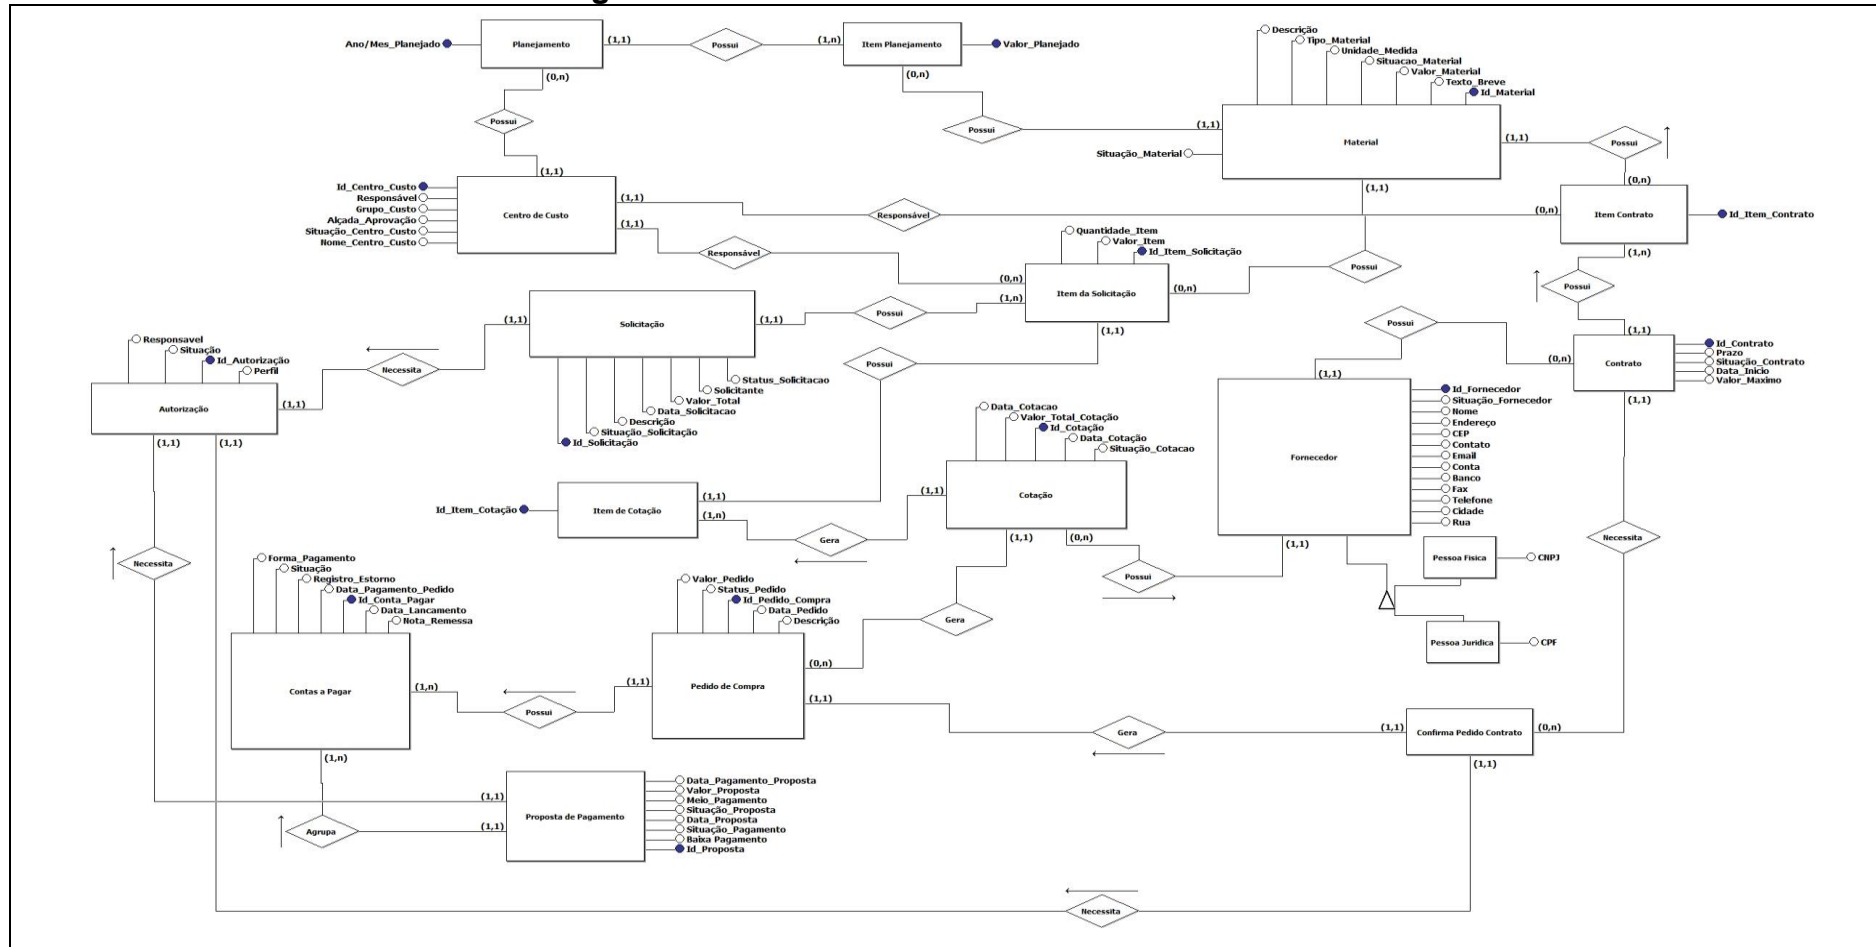 Ano/Mes_Planejado
Planejamento
(1,1)
Possui
(1,n)
Item Planejamento
Valor_Planejado
(0,n)
(0,n)
Descrição
Tipo_Material
Unidade_Medida
Situacao_Material
Valor_Material
Texto_Breve
Id_Material
Possui
Possui
(1,1)
Material
(1,1)
Possui
Situação_Material
(1,1)
(1,1)
(0,n)
Id_Centro_Custo
Responsável
Grupo_Custo
Alçada_Aprovação
Situação_Centro_Custo
Nome_Centro_Custo
Centro de Custo
(1,1)
(1,1)
Responsável
(0,n)
Item Contrato
Id_Item_Contrato
(1,n)
Responsável
Quantidade_Item
Valor_Item
Id_Item_Solicitação
(0,n)
(1,n)
Item da Solicitação
(0,n)
(1,1)
Possui
Possui
(1,1)
Solicitação
(1,1)
Possui
(1,1)
Possui
Possui
(0,n)
(1,1)
Contrato
Id_Contrato
Prazo
Situação_Contrato
Data_Inicio
Valor_Maximo
(1,1)
Responsavel
Situação
Id_Autorização
Perfil
Necessita
Autorização
(1,1)
(1,1)
(1,1)
Status_Solicitacao
Solicitante
Valor_Total
Data_Solicitacao
Descrição
Situação_Solicitação
Id_Solicitação
Id_Fornecedor
Situação_Fornecedor
Nome
Endereço
CEP
Contato
Email
Conta
Banco
Fax
Telefone
Cidade
Rua
Fornecedor
(1,1)
Data_Cotacao
Valor_Total_Cotação
Id_Cotação
Data_Cotação
Situação_Cotacao
(1,1)
Cotação
(1,1)
(0,n)
Id_Item_Cotação
Item de Cotação
(1,1)
(1,n)
Gera
Possui
Pessoa Fisica
CNPJ
Pessoa Juridica
CPF
Necessita
Necessita
Forma_Pagamento
Situação
Registro_Estorno
Data_Pagamento_Pedido
Id_Conta_Pagar
Data_Lancamento
Nota_Remessa
Valor_Pedido
Status_Pedido
Id_Pedido_Compra
Data_Pedido
Descrição
Gera
(0,n)
Contas a Pagar
(1,n)
Possui
(1,1)
Pedido de Compra
(1,1)
Gera
(1,1)
Confirma Pedido Contrato
(0,n)
(1,1)
(1,n)
(1,1)
Agrupa
(1,1)
Proposta de Pagamento
Data_Pagamento_Proposta
Valor_Proposta
Meio_Pagamento
Situação_Proposta
Data_Proposta
Situação_Pagamento
Baixa Pagamento
Id_Proposta
Necessita